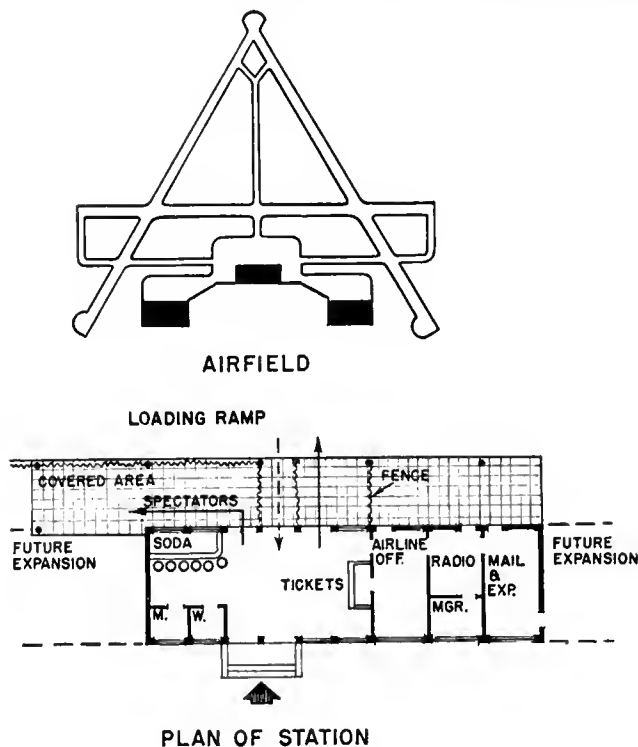 AIRFIELD
LOADING RAMP
COVERED AREA
FENCE
SPECTATORS
FUTURE
EXPANSION
SODA
TICKETS
AIRLINE
OFF.
RADIO
MAIL
&
EXP.
FUTURE
EXPANSION
M.
W.
MGR.
PLAN OF STATION